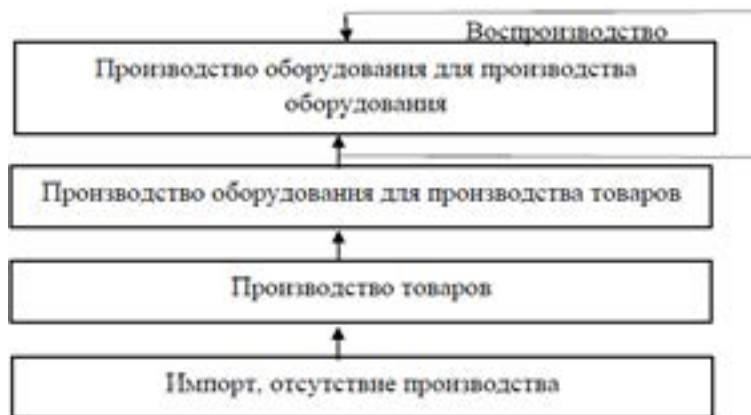 Воспроизводство
Производство оборудования для производства
оборудования
Производство оборудования для производства товаров
Производство товаров
Импорт, отсутствие производства